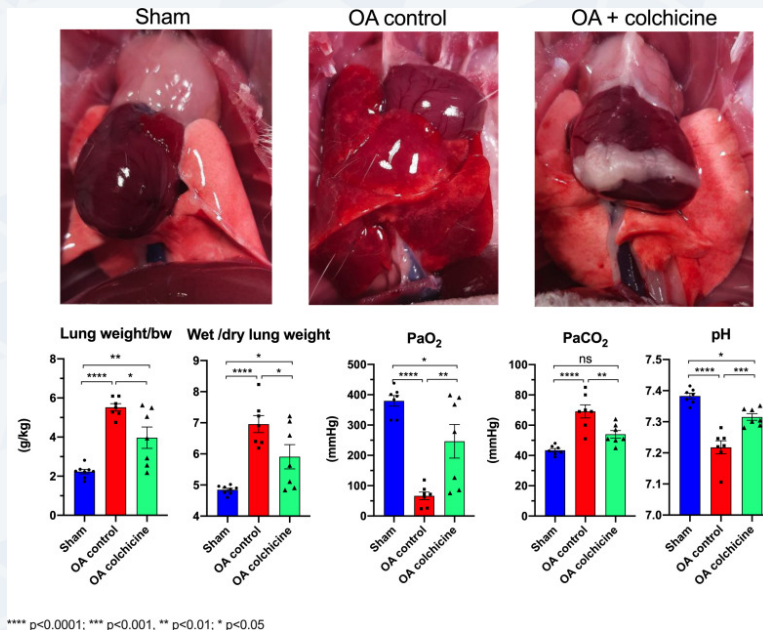 Sham OA control OA + colchicine
Lung weight/bw
**
**** *
(g/kg)
8
6
4
2
0
Sham
OA control
OA colchicine
Wet /dry lung weight
*
**** *
9
8
7
6
5
4
Sham
OA control
OA colchicine
PaO2
*
**** **
(mmHg)
500
400
300
200
100
0
Sham
OA control
OA colchicine
PaCO2
ns
**** **
(mmHg)
100
80
60
40
20
0
Sham
OA control
OA colchicine
pH
*
**** ***
7.5
7.4
7.3
7.2
7.1
7.0
Sham
OA control
OA colchicine
**** p<0.0001; *** p<0.001, ** p<0.01; * p<0.05